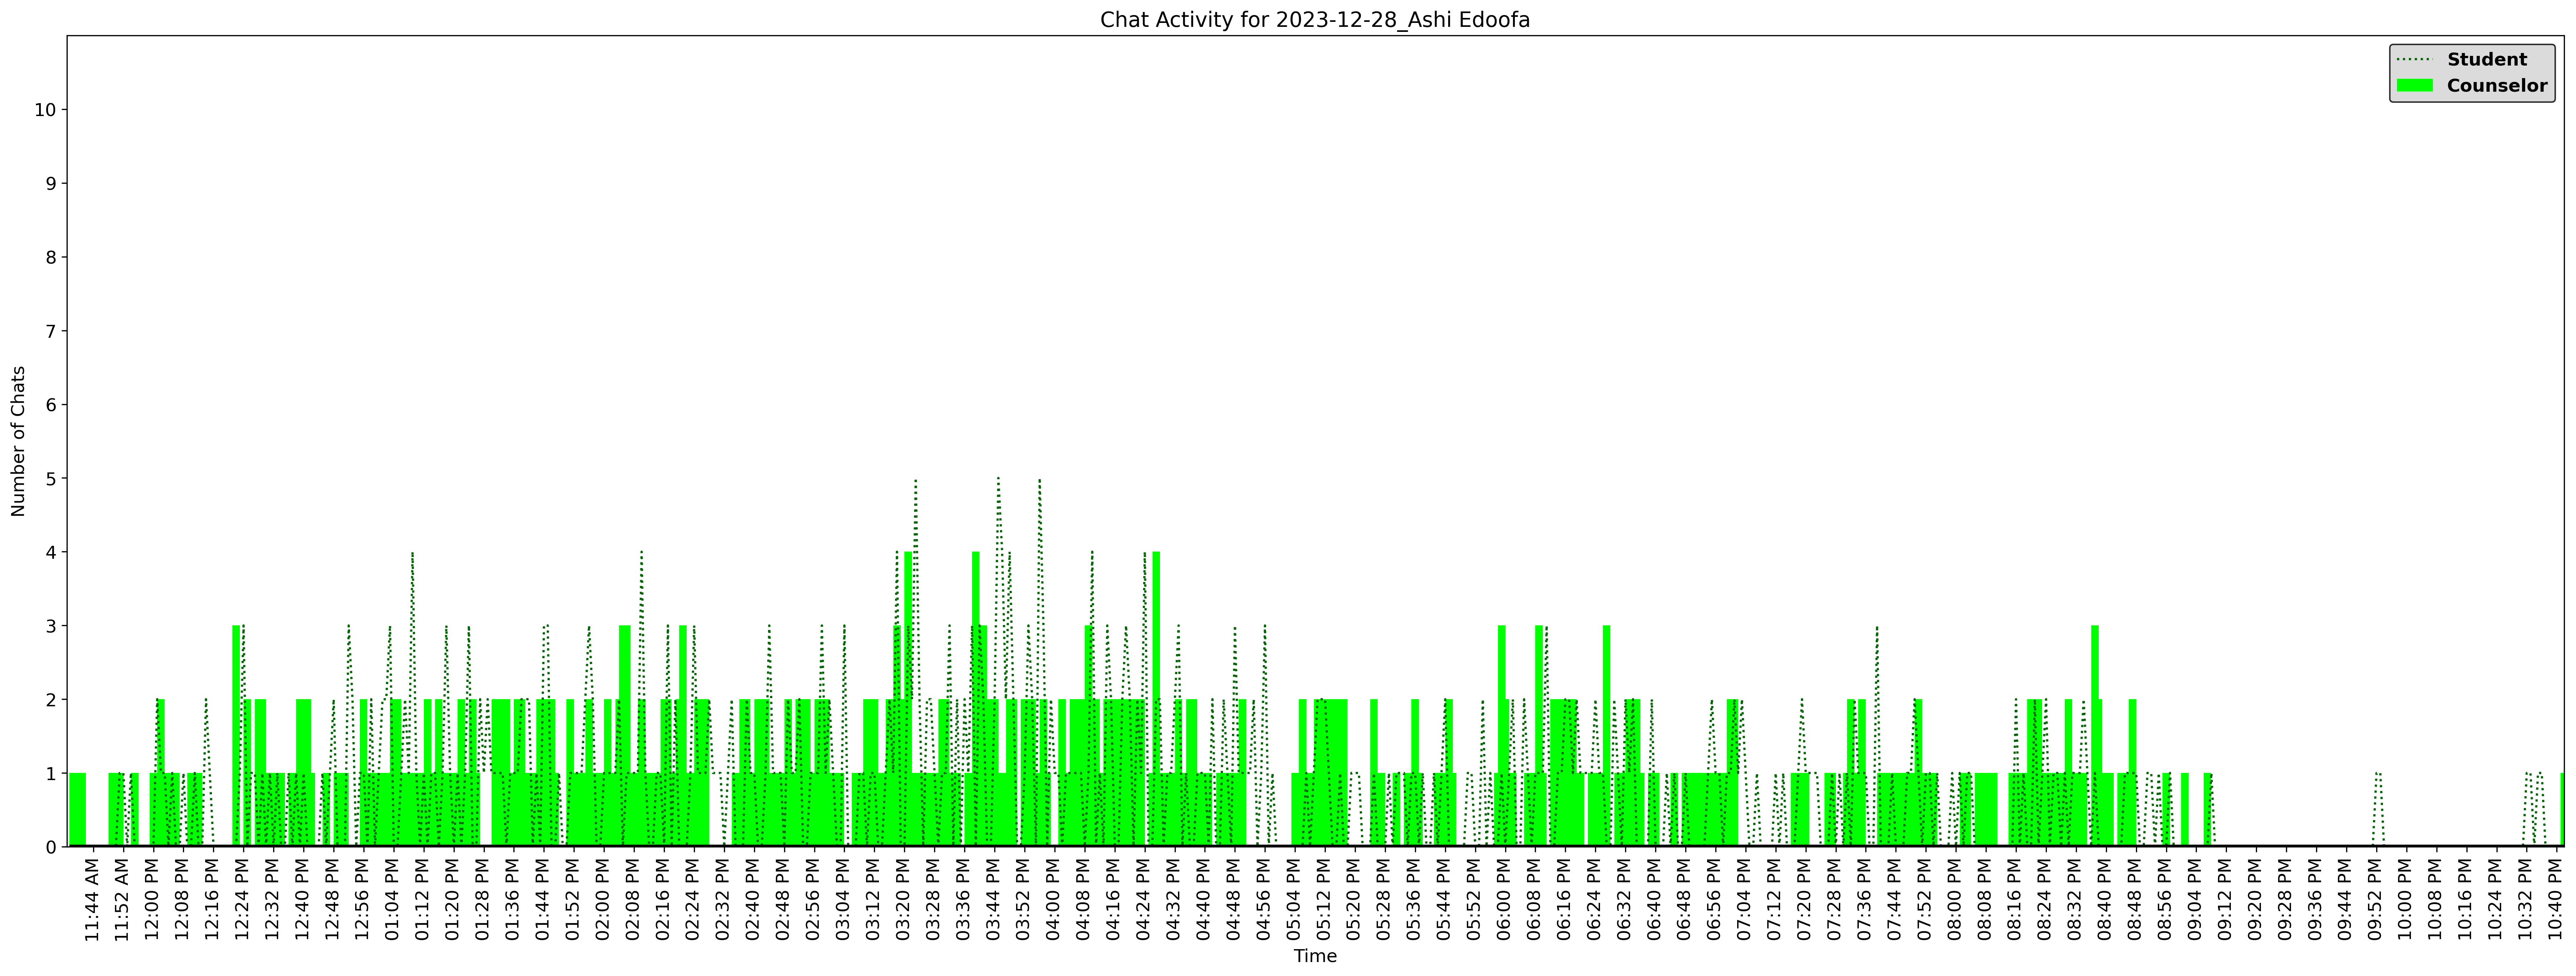 Chat Activity for 2023-12-28_Ashi Edoofa
Student
Counselor
10
9
8
7
6
5
4
3
2
1
0
Number of Chats
11:44 AM
11:52 AM
12:00 PM
12:08 PM
12:16 PM
12:24 PM
12:32 PM
12:40 PM
12:48 PM
12:56 PM
01:04 PM
01:12 PM
01:20 PM
01:28 PM
01:36 PM
01:44 PM
01:52 PM
02:00 PM
02:08 PM
02:16 PM
02:24 PM
02:32 PM
02:40 PM
02:48 PM
02:56 PM
03:04 PM
03:12 PM
03:20 PM
03:28 PM
03:36 PM
03:44 PM
03:52 PM
04:00 PM
04:08 PM
04:16 PM
04:24 PM
04:32 PM
04:40 PM
04:48 PM
04:56 PM
05:04 PM
05:12 PM
05:20 PM
05:28 PM
05:36 PM
05:44 PM
05:52 PM
06:00 PM
06:08 PM
06:16 PM
06:24 PM
06:32 PM
06:40 PM
06:48 PM
06:56 PM
07:04 PM
07:12 PM
07:20 PM
07:28 PM
07:36 PM
07:44 PM
07:52 PM
08:00 PM
08:08 PM
08:16 PM
08:24 PM
08:32 PM
08:40 PM
08:48 PM
08:56 PM
09:04 PM
09:12 PM
09:20 PM
09:28 PM
09:36 PM
09:44 PM
09:52 PM
10:00 PM
10:08 PM
10:16 PM
10:24 PM
10:32 PM
10:40 PM
Time